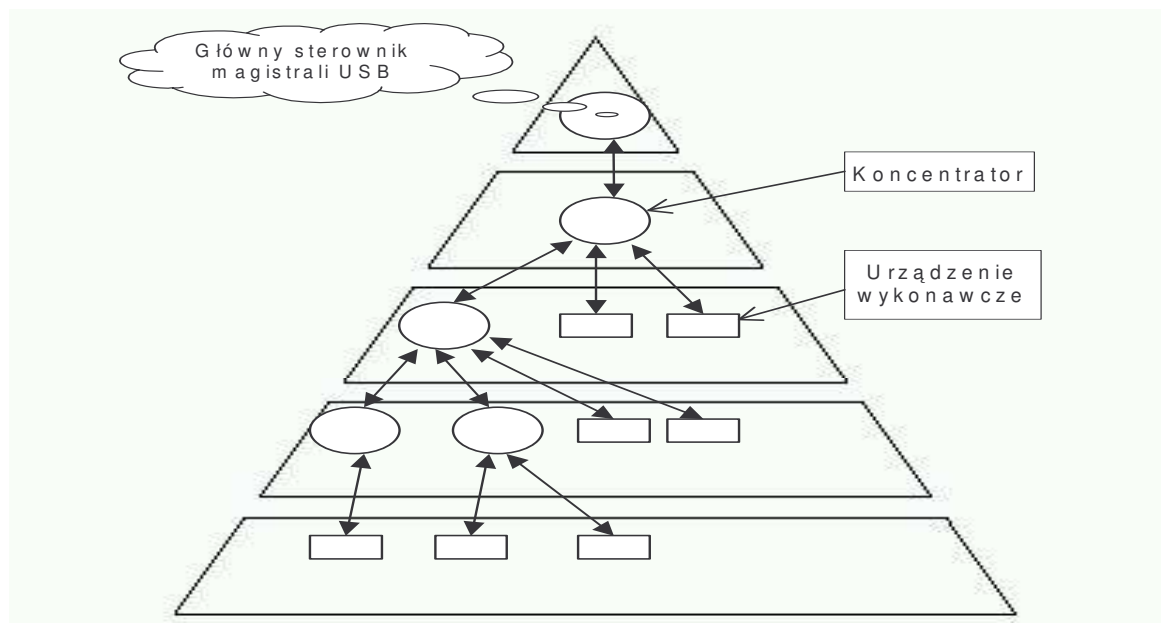 Główny sterownik
magistrali USB
Koncentrator
Urządzenie
wykonawcze